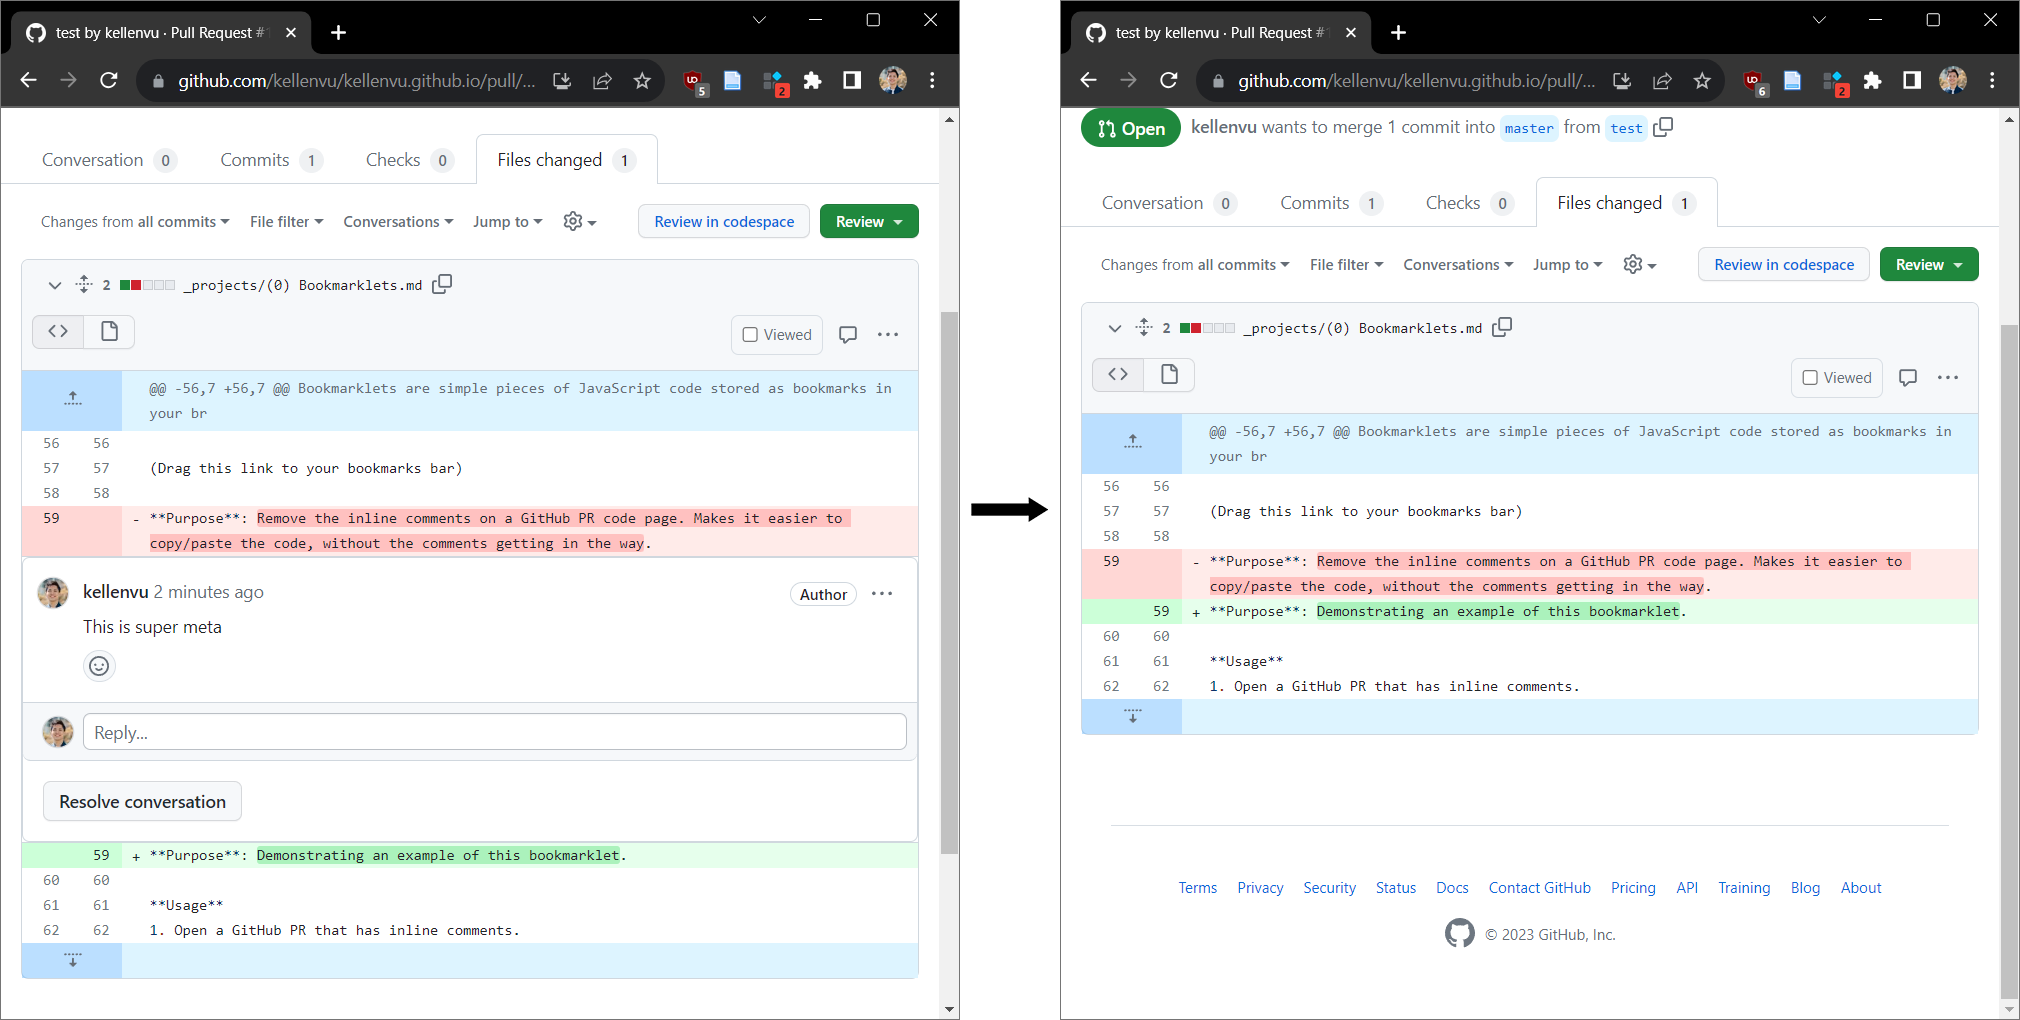 test by kellenvu · Pull Request #1
github.com/kellenvu/kellenvu.github.io/pull/...
5
2
Conversation 0 Commits 1 Checks 0 Files changed 1
Changes from all commits File filter Conversations Jump to Review in codespace Review
2 _projects/(0) Bookmarklets.md
Viewed
@@ -56,7 +56,7 @@ Bookmarklets are simple pieces of JavaScript code stored as bookmarks in
your br
56 56
57 57 (Drag this link to your bookmarks bar)
58 58
59 - **Purpose**: Remove the inline comments on a GitHub PR code page. Makes it easier to
copy/paste the code, without the comments getting in the way.
kellenvu 2 minutes ago Author
This is super meta
Reply...
Resolve conversation
59 + **Purpose**: Demonstrating an example of this bookmarklet.
60 60
61 61 **Usage**
62 62 1. Open a GitHub PR that has inline comments.
test by kellenvu · Pull Request #1
github.com/kellenvu/kellenvu.github.io/pull/...
6
2
Open kellenvu wants to merge 1 commit into master from test
Conversation 0 Commits 1 Checks 0 Files changed 1
Changes from all commits File filter Conversations Jump to Review in codespace Review
2 _projects/(0) Bookmarklets.md
Viewed
@@ -56,7 +56,7 @@ Bookmarklets are simple pieces of JavaScript code stored as bookmarks in
your br
56 56
57 57 (Drag this link to your bookmarks bar)
58 58
59 - **Purpose**: Remove the inline comments on a GitHub PR code page. Makes it easier to
copy/paste the code, without the comments getting in the way.
59 + **Purpose**: Demonstrating an example of this bookmarklet.
60 60
61 61 **Usage**
62 62 1. Open a GitHub PR that has inline comments.
Terms Privacy Security Status Docs Contact GitHub Pricing API Training Blog About
© 2023 GitHub, Inc.